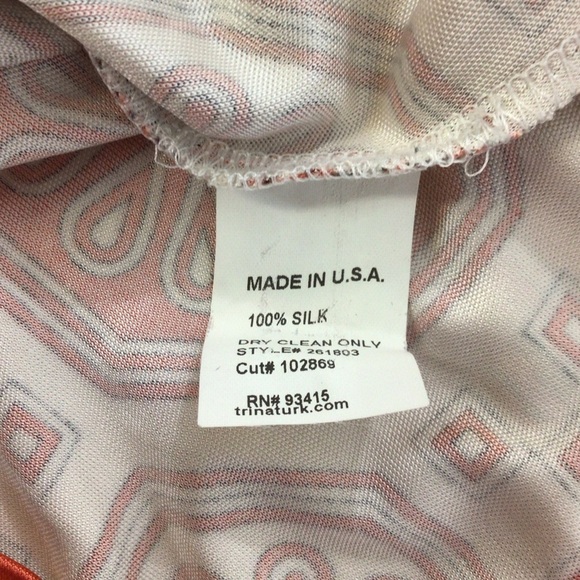 MADE IN U.S.A.
100% SILK
DRY CLEAN ONLY
STYLE# 261803
Cut# 102869
RN# 93415
trinaturk.com